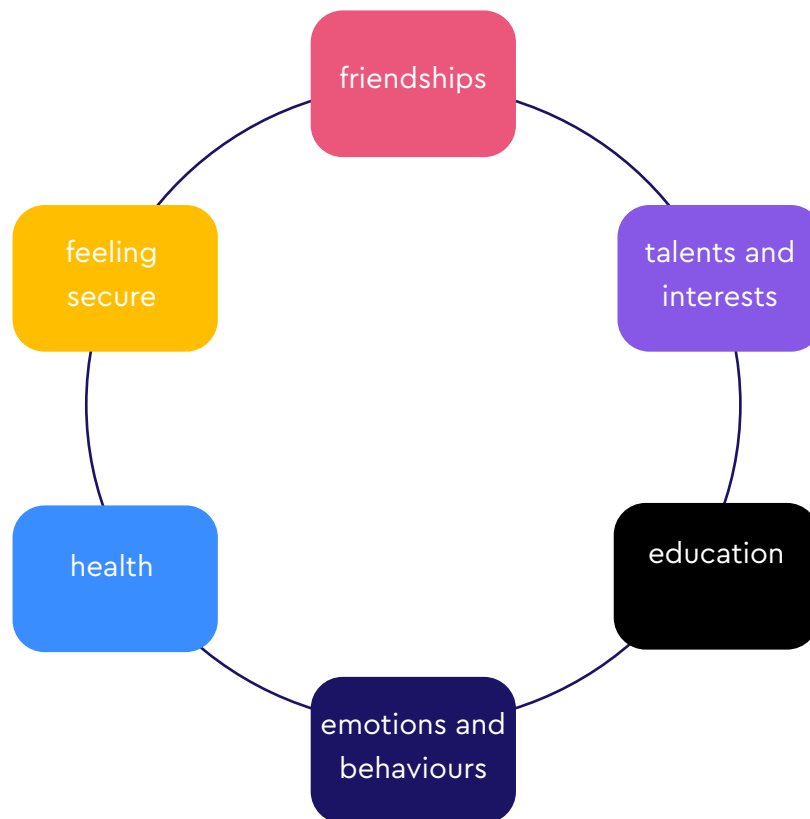 friendships
feeling
secure
talents and
interests
health
education
emotions and
behaviours